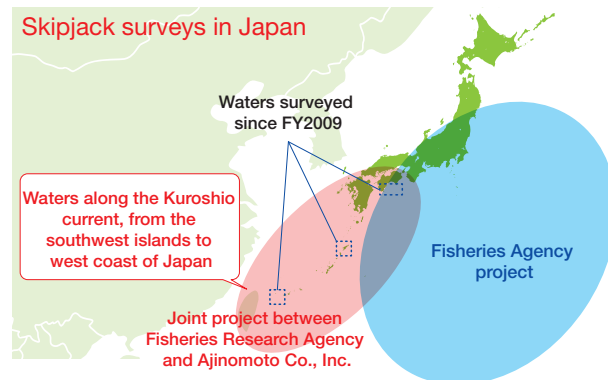 Skipjack surveys in Japan
Waters surveyed
since FY2009
Waters along the Kuroshio
current, from the
southwest islands to
west coast of Japan
Fisheries Agency
project
Joint project between
Fisheries Research Agency
and Ajinomoto Co., Inc.